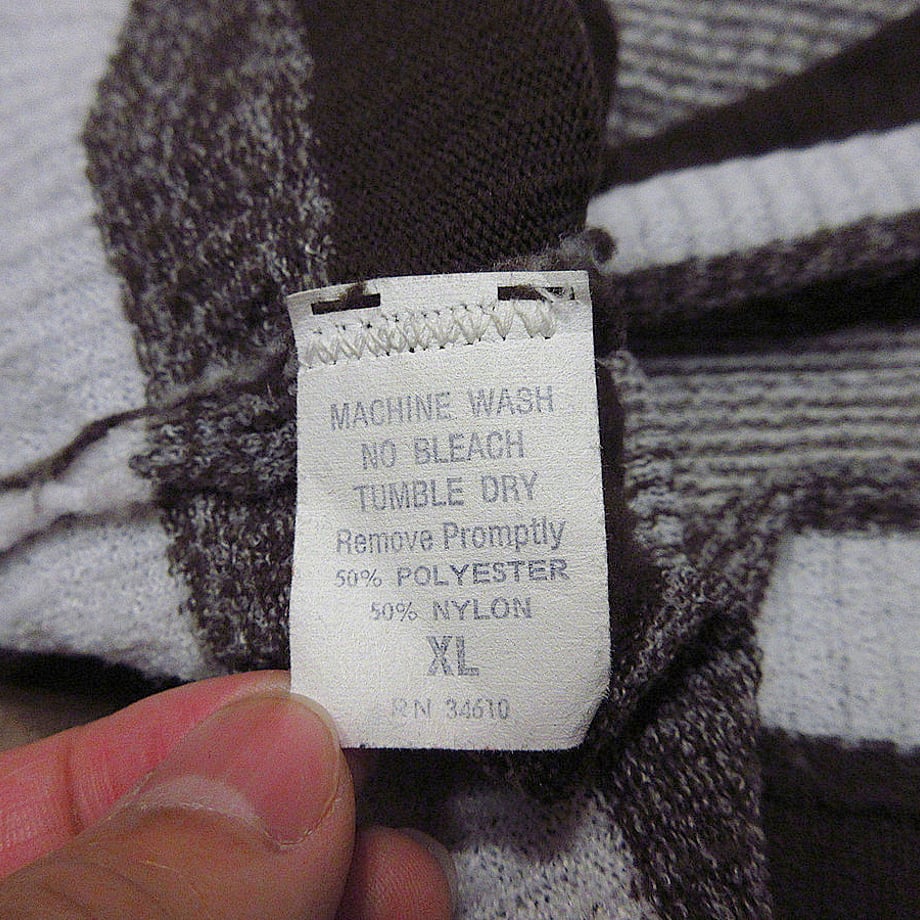 MACHINE WASH
NO BLEACH
TUMBLE DRY
Remove Promptly
50% POLYESTER
50% NYLON
XL
RN 34610